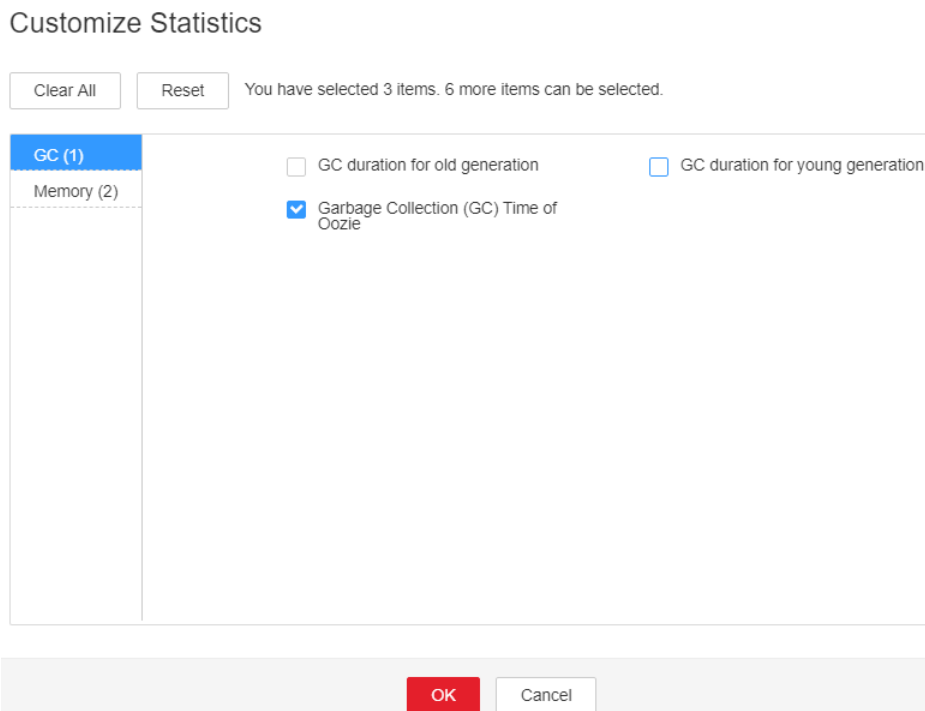 Customize Statistics
Clear All
Reset
You have selected 3 items. 6 more items can be selected.
GC (1)
Memory (2)
GC duration for old generation
GC duration for young generation
Garbage Collection (GC) Time of
Oozie
OK
Cancel